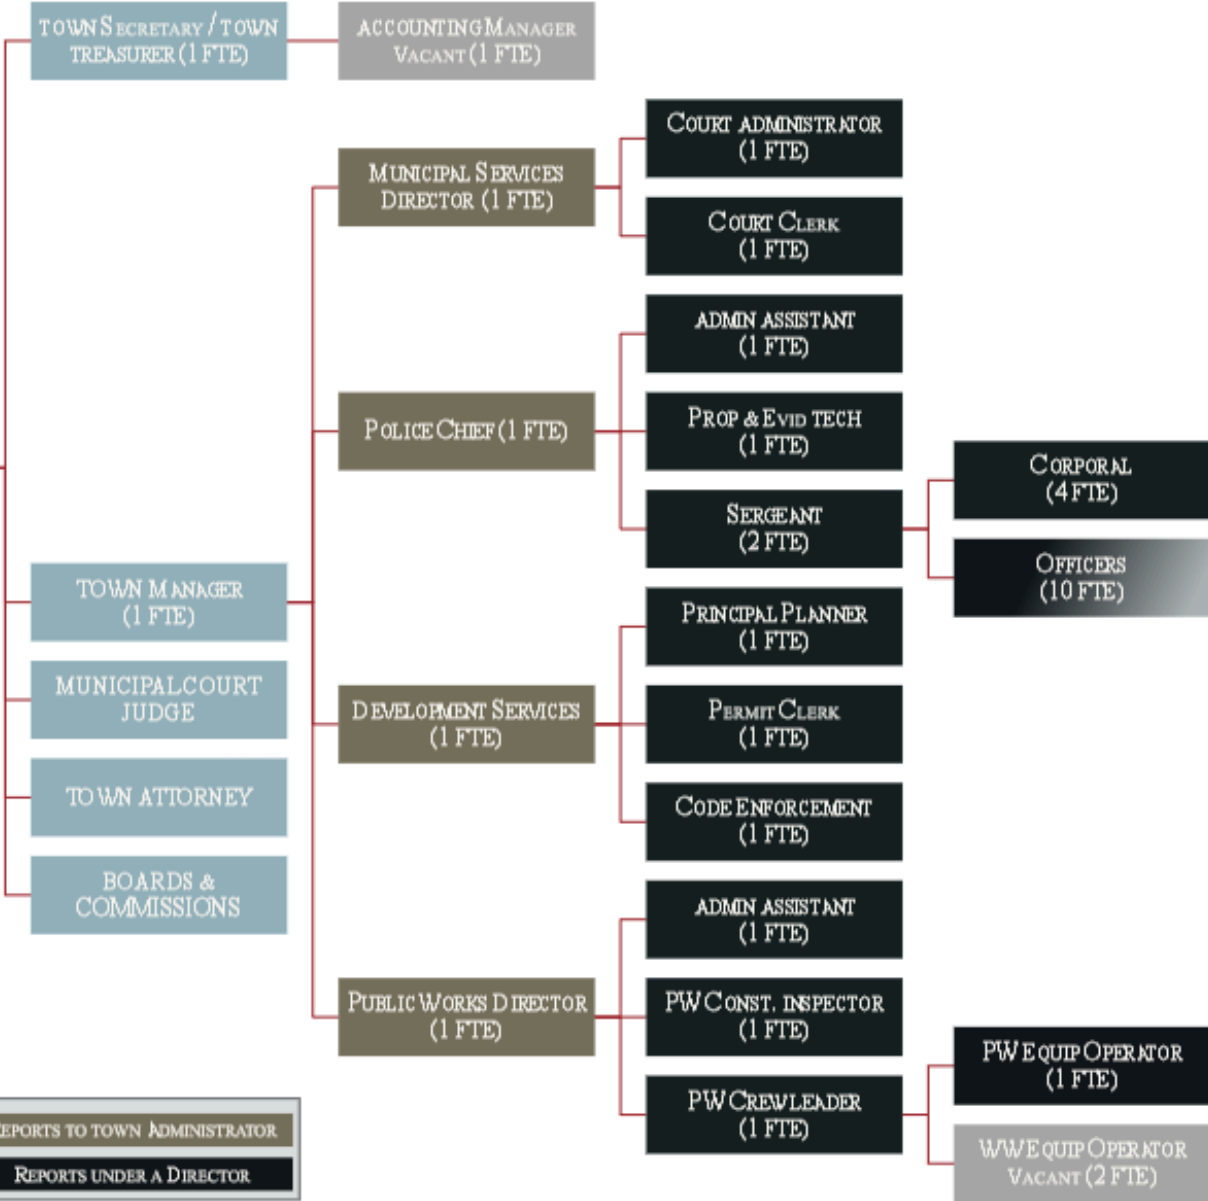 TOWN SECRETARY / TOWN
TREASURER (1 FTE)
ACCOUNTING MANAGER
VACANT (1 FTE)
COURT ADMINISTRATOR
(1 FTE)
MUNICIPAL SERVICES
DIRECTOR (1 FTE)
COURT CLERK
(1 FTE)
ADMIN ASSISTANT
(1 FTE)
POLICE CHIEF (1 FTE)
PROP & EVID TECH
(1 FTE)
SERGEANT
(2 FTE)
CORPORAL
(4 FTE)
OFFICERS
(10 FTE)
TOWN MANAGER
(1 FTE)
PRINCIPAL PLANNER
(1 FTE)
MUNICIPAL COURT
JUDGE
DEVELOPMENT SERVICES
(1 FTE)
PERMIT CLERK
(1 FTE)
TOWN ATTORNEY
CODE ENFORCEMENT
(1 FTE)
BOARDS &
COMMISSIONS
ADMIN ASSISTANT
(1 FTE)
PUBLIC WORKS DIRECTOR
(1 FTE)
PW CONST. INSPECTOR
(1 FTE)
PW CREWLEADER
(1 FTE)
PW EQUIP OPERATOR
(1 FTE)
WW EQUIP OPERATOR
VACANT (2 FTE)
TO TOWN ADMINISTRATOR
REPORTS UNDER A DIRECTOR